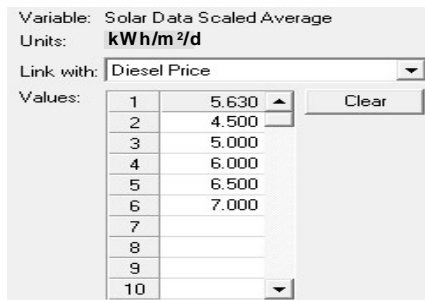 Variable: Solar Data Scaled Average
Units: kWh/m²/d
Link with: Diesel Price
Values:
1 5.630 Clear
2 4.500
3 5.000
4 6.000
5 6.500
6 7.000
7
8
9
10